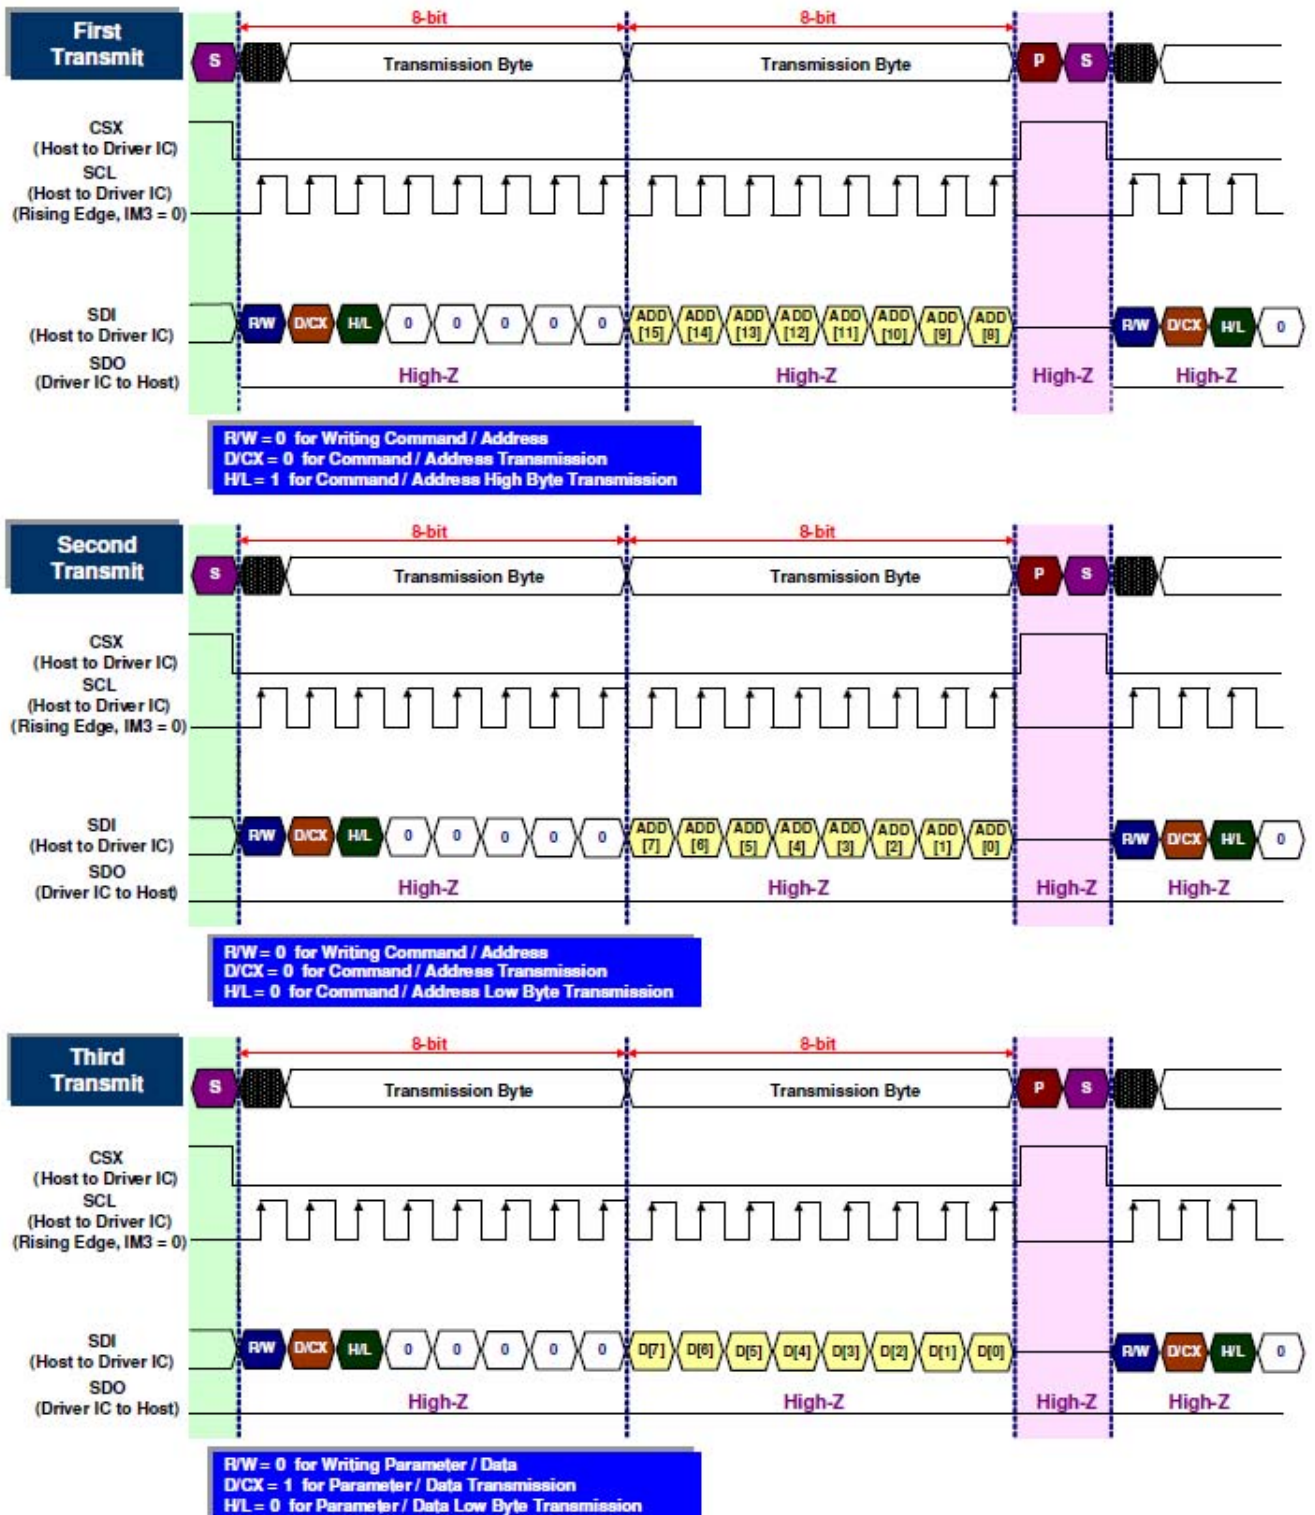 First
Transmit
8-bit 8-bit
S Transmission Byte Transmission Byte P S
CSX
(Host to Driver IC)
SCL
(Host to Driver IC)
(Rising Edge, IM3 = 0)
SDI
(Host to Driver IC)
R/W D/CX H/L 0 0 0 0 0 ADD [15] ADD [14] ADD [13] ADD [12] ADD [11] ADD [10] ADD [9] ADD [8] R/W D/CX H/L 0
SDO
(Driver IC to Host)
High-Z High-Z High-Z High-Z
R/W = 0 for Writing Command / Address
D/CX = 0 for Command / Address Transmission
H/L = 1 for Command / Address High Byte Transmission
Second
Transmit
8-bit 8-bit
S Transmission Byte Transmission Byte P S
CSX
(Host to Driver IC)
SCL
(Host to Driver IC)
(Rising Edge, IM3 = 0)
SDI
(Host to Driver IC)
R/W D/CX H/L 0 0 0 0 0 ADD [7] ADD [6] ADD [5] ADD [4] ADD [3] ADD [2] ADD [1] ADD [0] R/W D/CX H/L 0
SDO
(Driver IC to Host)
High-Z High-Z High-Z High-Z
R/W = 0 for Writing Command / Address
D/CX = 0 for Command / Address Transmission
H/L = 0 for Command / Address Low Byte Transmission
Third
Transmit
8-bit 8-bit
S Transmission Byte Transmission Byte P S
CSX
(Host to Driver IC)
SCL
(Host to Driver IC)
(Rising Edge, IM3 = 0)
SDI
(Host to Driver IC)
R/W D/CX H/L 0 0 0 0 0 D[7] D[6] D[5] D[4] D[3] D[2] D[1] D[0] R/W D/CX H/L 0
SDO
(Driver IC to Host)
High-Z High-Z High-Z High-Z
R/W = 0 for Writing Parameter / Data
D/CX = 1 for Parameter / Data Transmission
H/L = 0 for Parameter / Data Low Byte Transmission